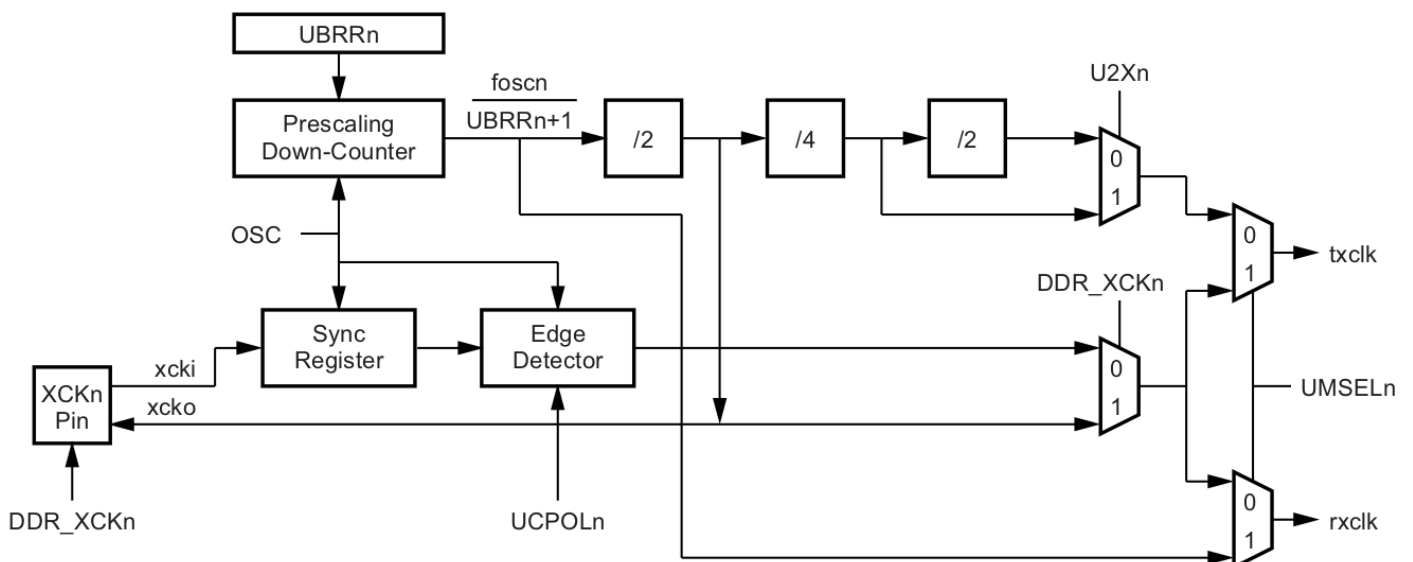 UBRRn
foscn
UBRRn+1
U2Xn
Prescaling
Down-Counter
/2
/4
/2
0
1
OSC
0
1
txclk
DDR_XCKn
Sync
Register
Edge
Detector
xcki
0
1
UMSELn
XCKn
Pin
xcko
DDR_XCKn
UCPOLn
0
1
rxclk